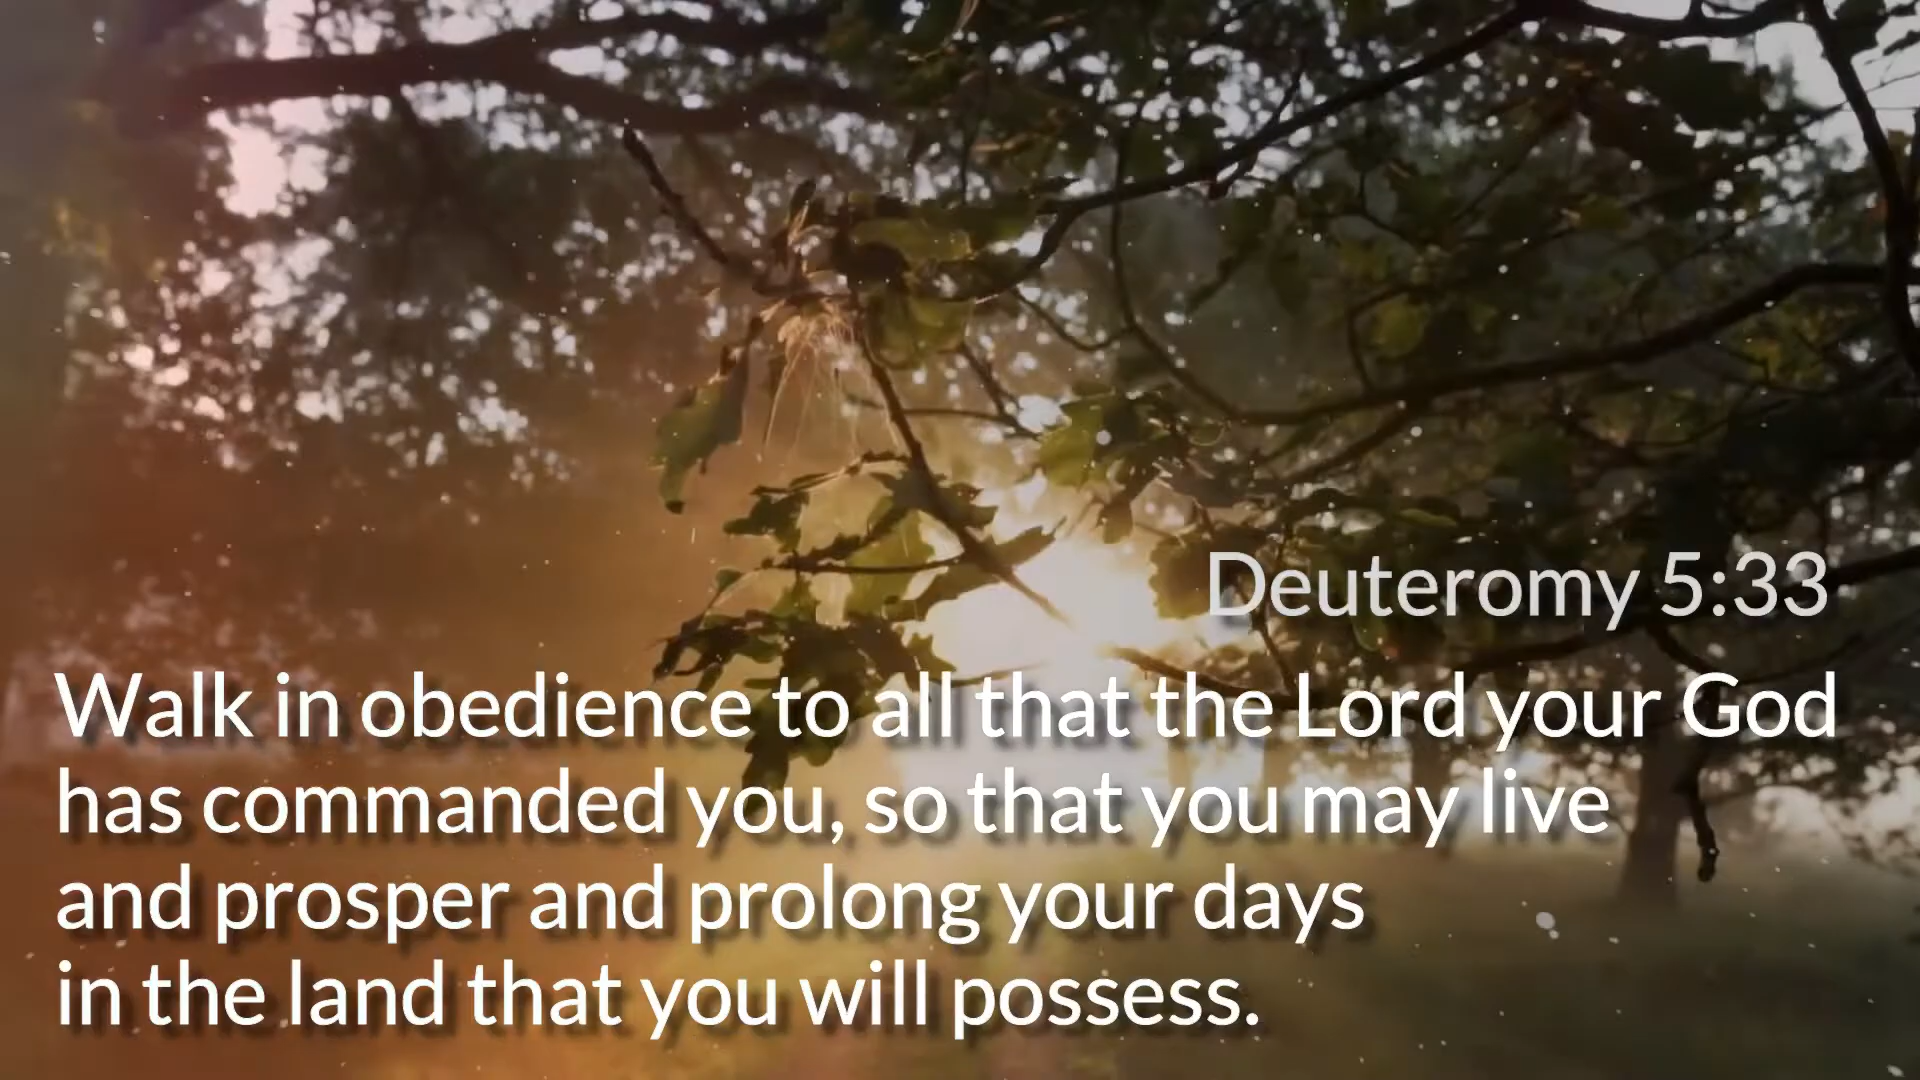 Deuteromy 5:33
Walk in obedience to all that the Lord your God
has commanded you, so that you may live
and prosper and prolong your days
in the land that you will possess.